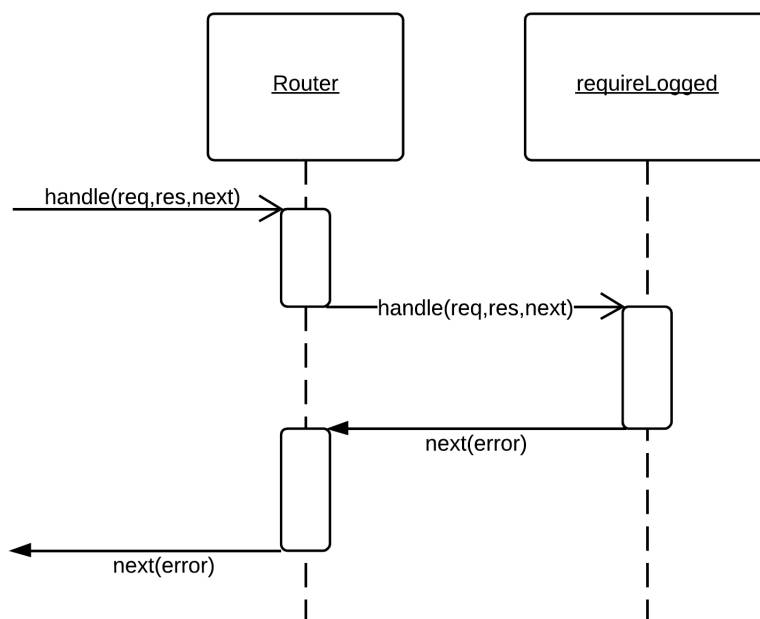 Router
requireLogged
handle(req,res,next)
handle(req,res,next)
next(error)
next(error)